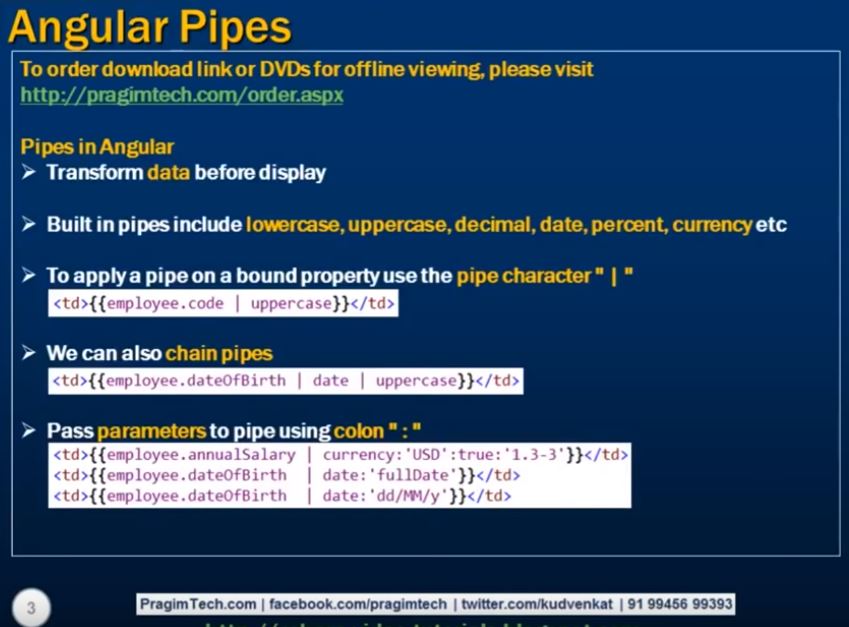 Angular Pipes
To order download link or DVDs for offline viewing, please visit
http://pragimtech.com/order.aspx
Pipes in Angular
➢ Transform data before display
➢ Built in pipes include lowercase, uppercase, decimal, date, percent, currency etc
➢ To apply a pipe on a bound property use the pipe character " | "
<td>{{employee.code | uppercase}}</td>
➢ We can also chain pipes
<td>{{employee.dateOfBirth | date | uppercase}}</td>
➢ Pass parameters to pipe using colon " : "
<td>{{employee.annualSalary | currency:'USD':true:'1.3-3'}}</td>
<td>{{employee.dateOfBirth | date:'fullDate'}}</td>
<td>{{employee.dateOfBirth | date:'dd/MM/y'}}</td>
3
PragimTech.com | facebook.com/pragimtech | twitter.com/kudvenkat | 91 99456 99393